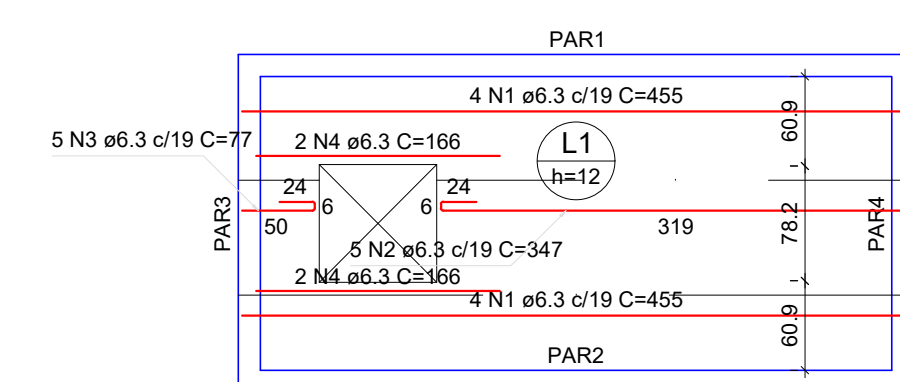 PAR1
4 N1 ø6.3 c/19 C=455
60.9
5 N3 ø6.3 c/19 C=77
2 N4 ø6.3 C=166
L1
h=12
24
24
6
6
50
319
PAR3
78.2
PAR4
5 N2 ø6.3 c/19 C=347
2 N4 ø6.3 C=166
4 N1 ø6.3 c/19 C=455
60.9
PAR2